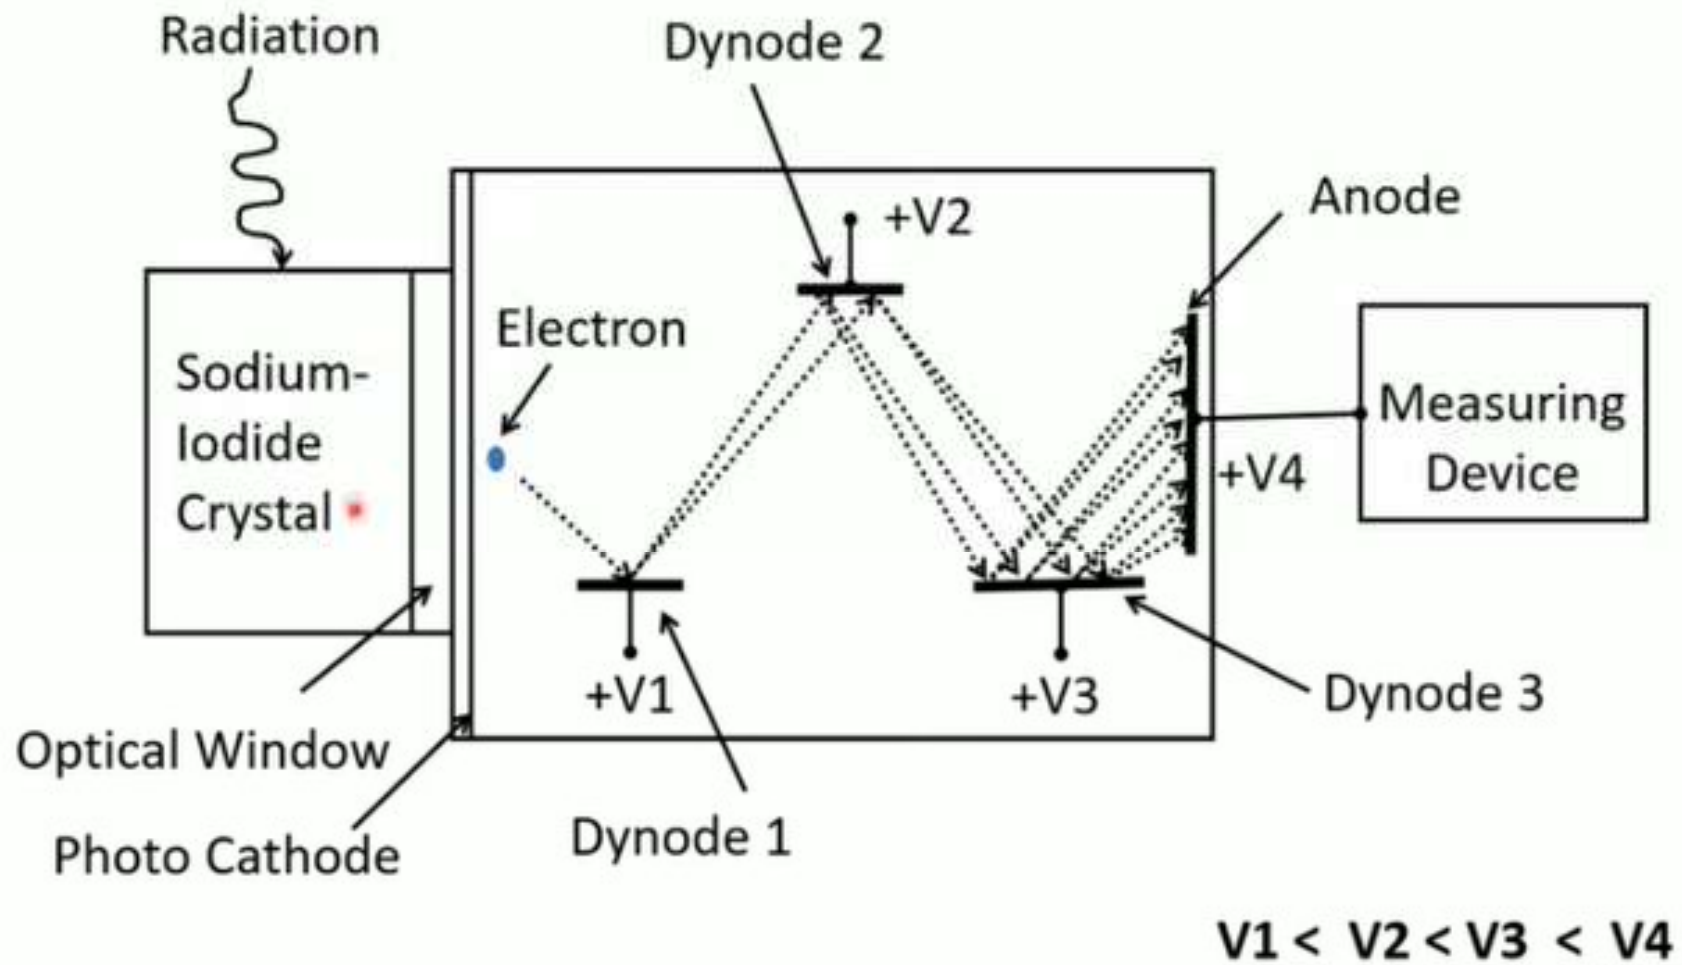 Radiation
Dynode 2
Anode
+V2
Electron
Sodium-
Iodide
Crystal
Measuring
Device
+V4
+V1
+V3
Dynode 3
Optical Window
Dynode 1
Photo Cathode
V1 < V2 < V3 < V4